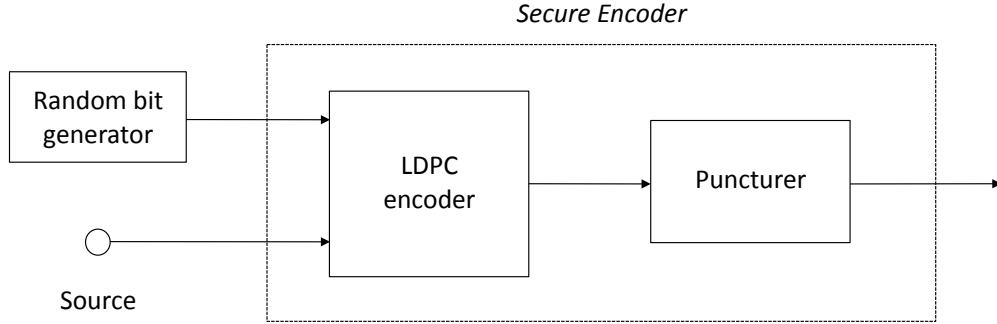 Secure Encoder
Random bit
generator
LDPC
encoder
Puncturer
Source